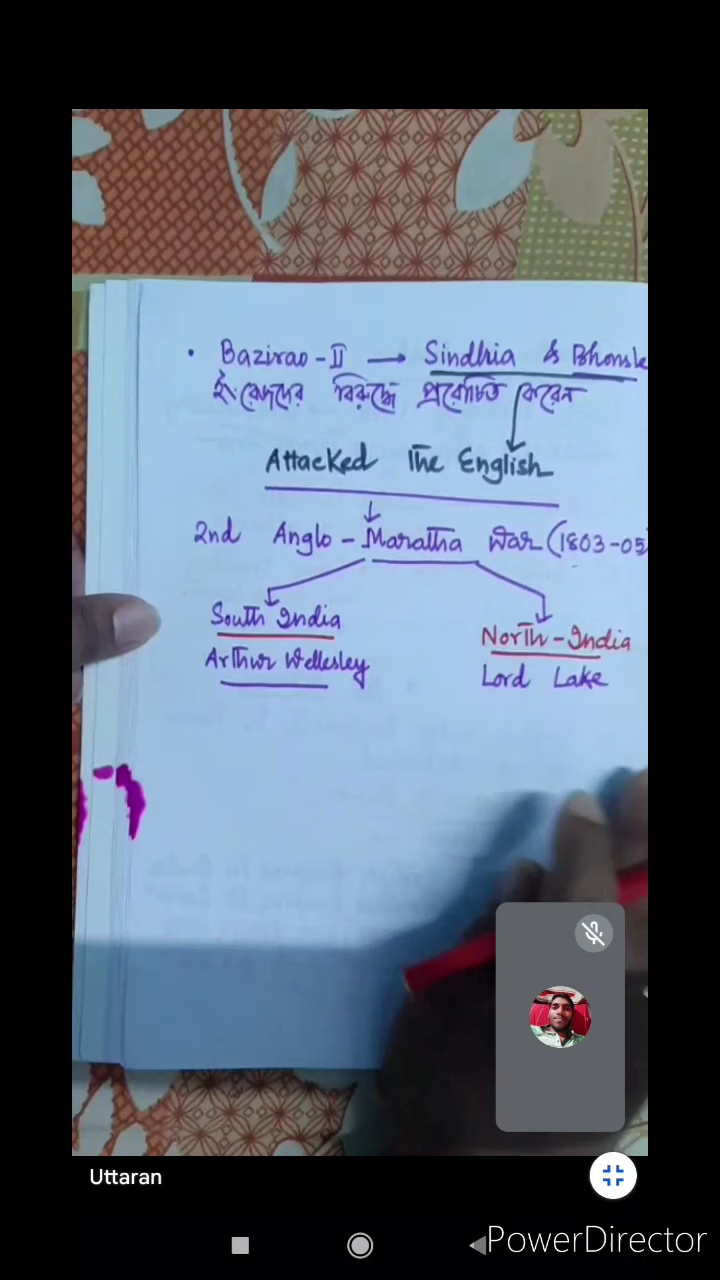 • Bazirao-II → Sindhia & Bhonsle
ইংরেজদের বিরুদ্ধে প্ররোচিত করেন
Attacked The English
2nd Anglo-Maratha War (1803-05)
South India
North-India
Arthur Wellesley
Lord Lake
Uttaran
PowerDirector